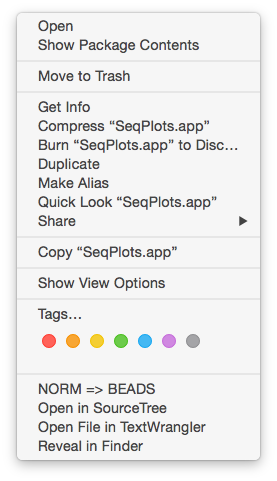 Open
Show Package Contents
Move to Trash
Get Info
Compress “SeqPlots.app”
Burn “SeqPlots.app” to Disc…
Duplicate
Make Alias
Quick Look “SeqPlots.app”
Share
Copy “SeqPlots.app”
Show View Options
Tags…
NORM => BEADS
Open in SourceTree
Open File in TextWrangler
Reveal in Finder